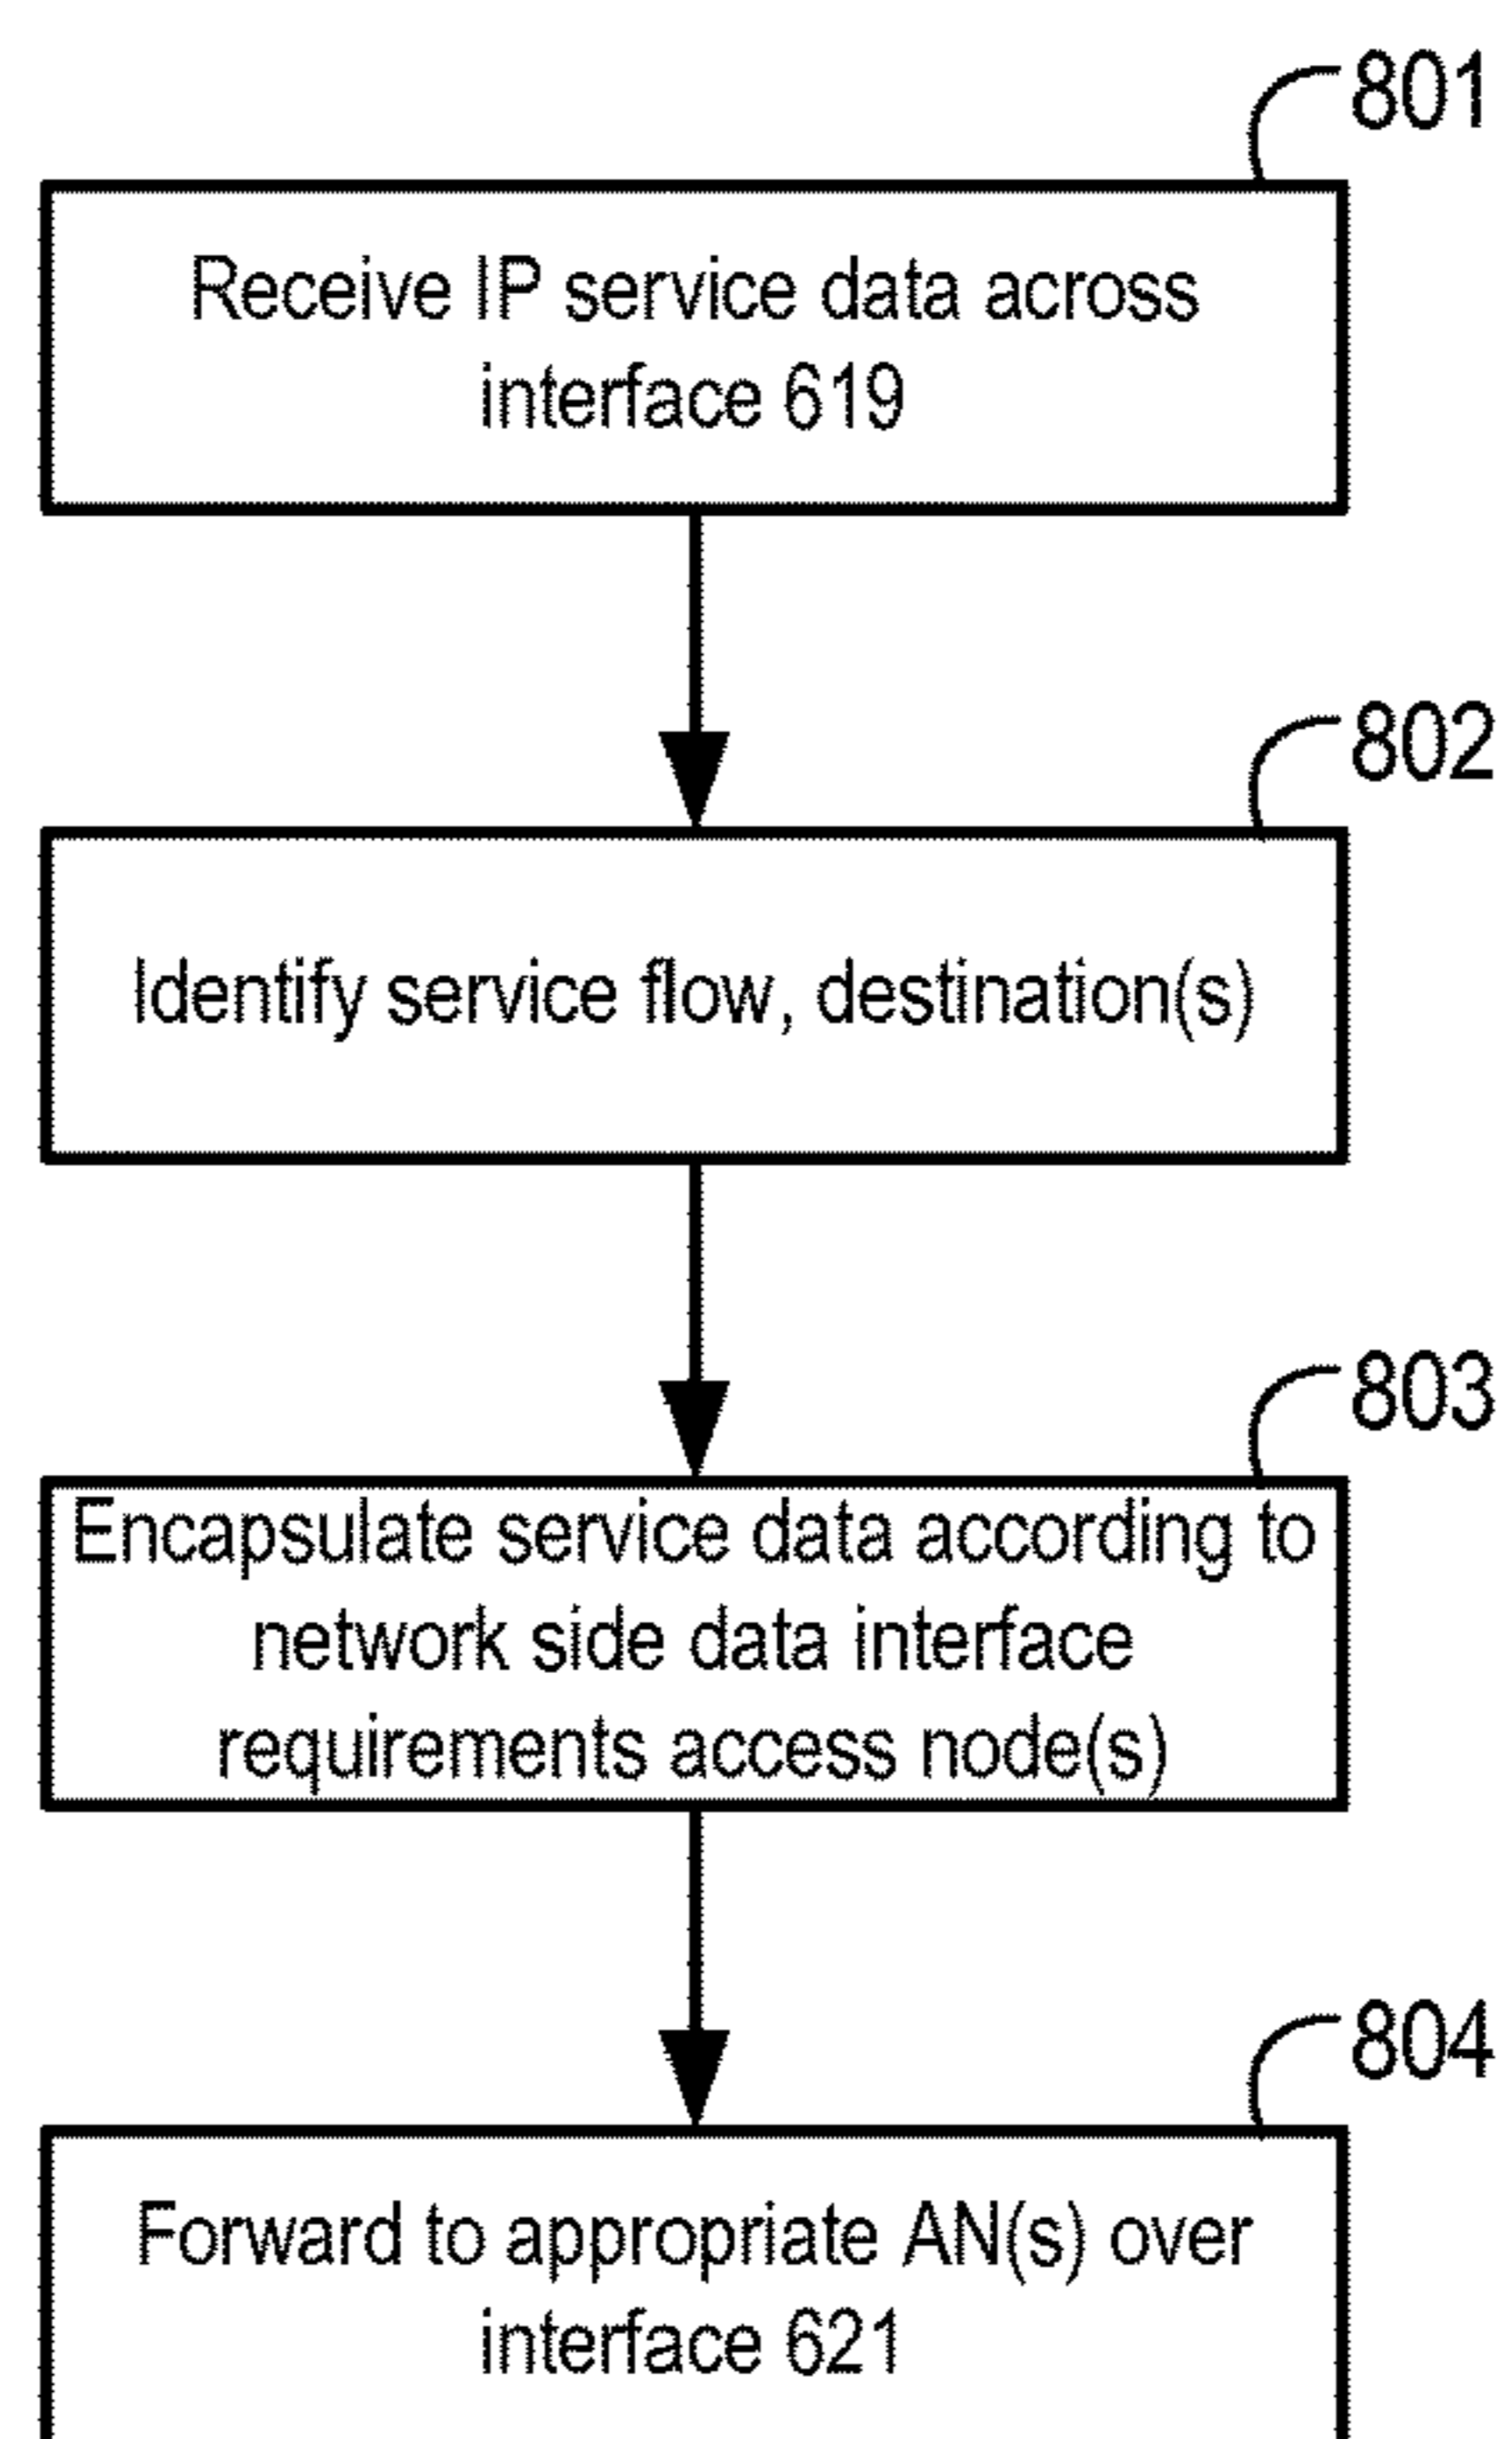 801
Receive IP service data across
interface 619
802
Identify service flow, destination(s)
803
Encapsulate service data according to
network side data interface
requirements access node(s)
804
Forward to appropriate AN(s) over
interface 621